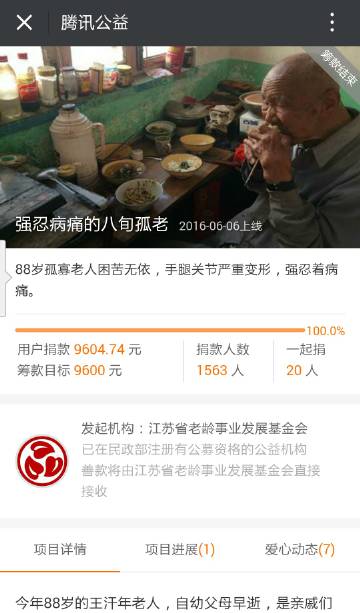 腾讯公益
筹款结束
强忍病痛的八旬孤老 2016-06-06上线
88岁孤寡老人困苦无依，手腿关节严重变形，强忍着病
痛。
100.0%
用户捐款 9604.74 元 捐款人数 一起捐
筹款目标 9600 元 1563 人 20 人
发起机构：江苏省老龄事业发展基金会
已在民政部注册有公募资格的公益机构
善款将由江苏省老龄事业发展基金会直接
接收
项目详情 项目进展(1) 爱心动态(7)
今年88岁的王汗年老人，自幼父母早逝，是亲戚们